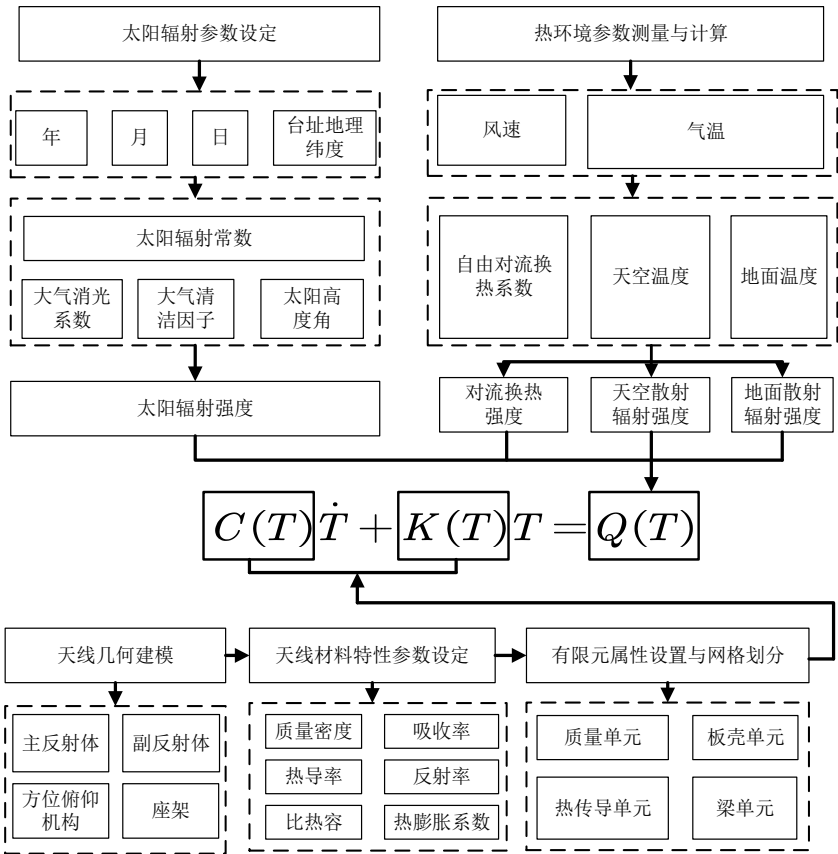 太阳辐射参数设定
热环境参数测量与计算
年
月
日
台址地理
纬度
风速
气温
太阳辐射常数
大气消光
系数
大气清
洁因子
太阳高
度角
自由对流换
热系数
天空温度
地面温度
太阳辐射强度
对流换热
强度
天空散射
辐射强度
地面散射
辐射强度
C(T)Ṫ + K(T)T = Q(T)
天线几何建模
天线材料特性参数设定
有限元属性设置与网格划分
主反射体
副反射体
方位俯仰
机构
座架
质量密度
吸收率
热导率
反射率
比热容
热膨胀系数
质量单元
板壳单元
热传导单元
梁单元